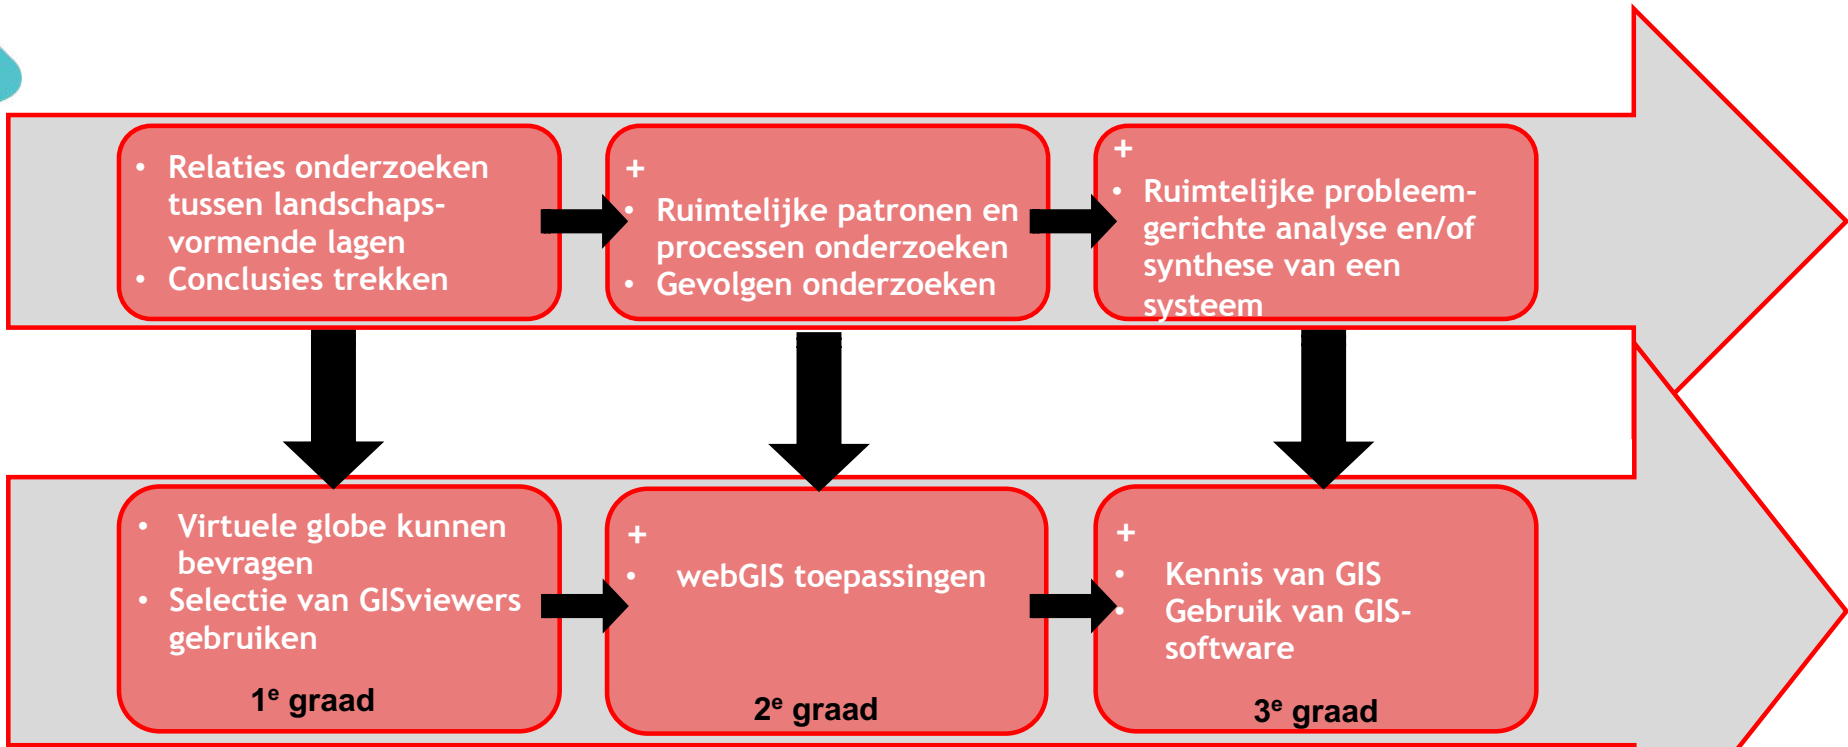 • Relaties onderzoeken
tussen landschaps-
vormende lagen
• Conclusies trekken
+
• Ruimtelijke patronen en
processen onderzoeken
• Gevolgen onderzoeken
+
• Ruimtelijke probleem-
gerichte analyse en/of
synthese van een
systeem
• Virtuele globe kunnen
bevragen
• Selectie van GISviewers
gebruiken
1e graad
+
• webGIS toepassingen
2e graad
+
• Kennis van GIS
• Gebruik van GIS-
software
3e graad